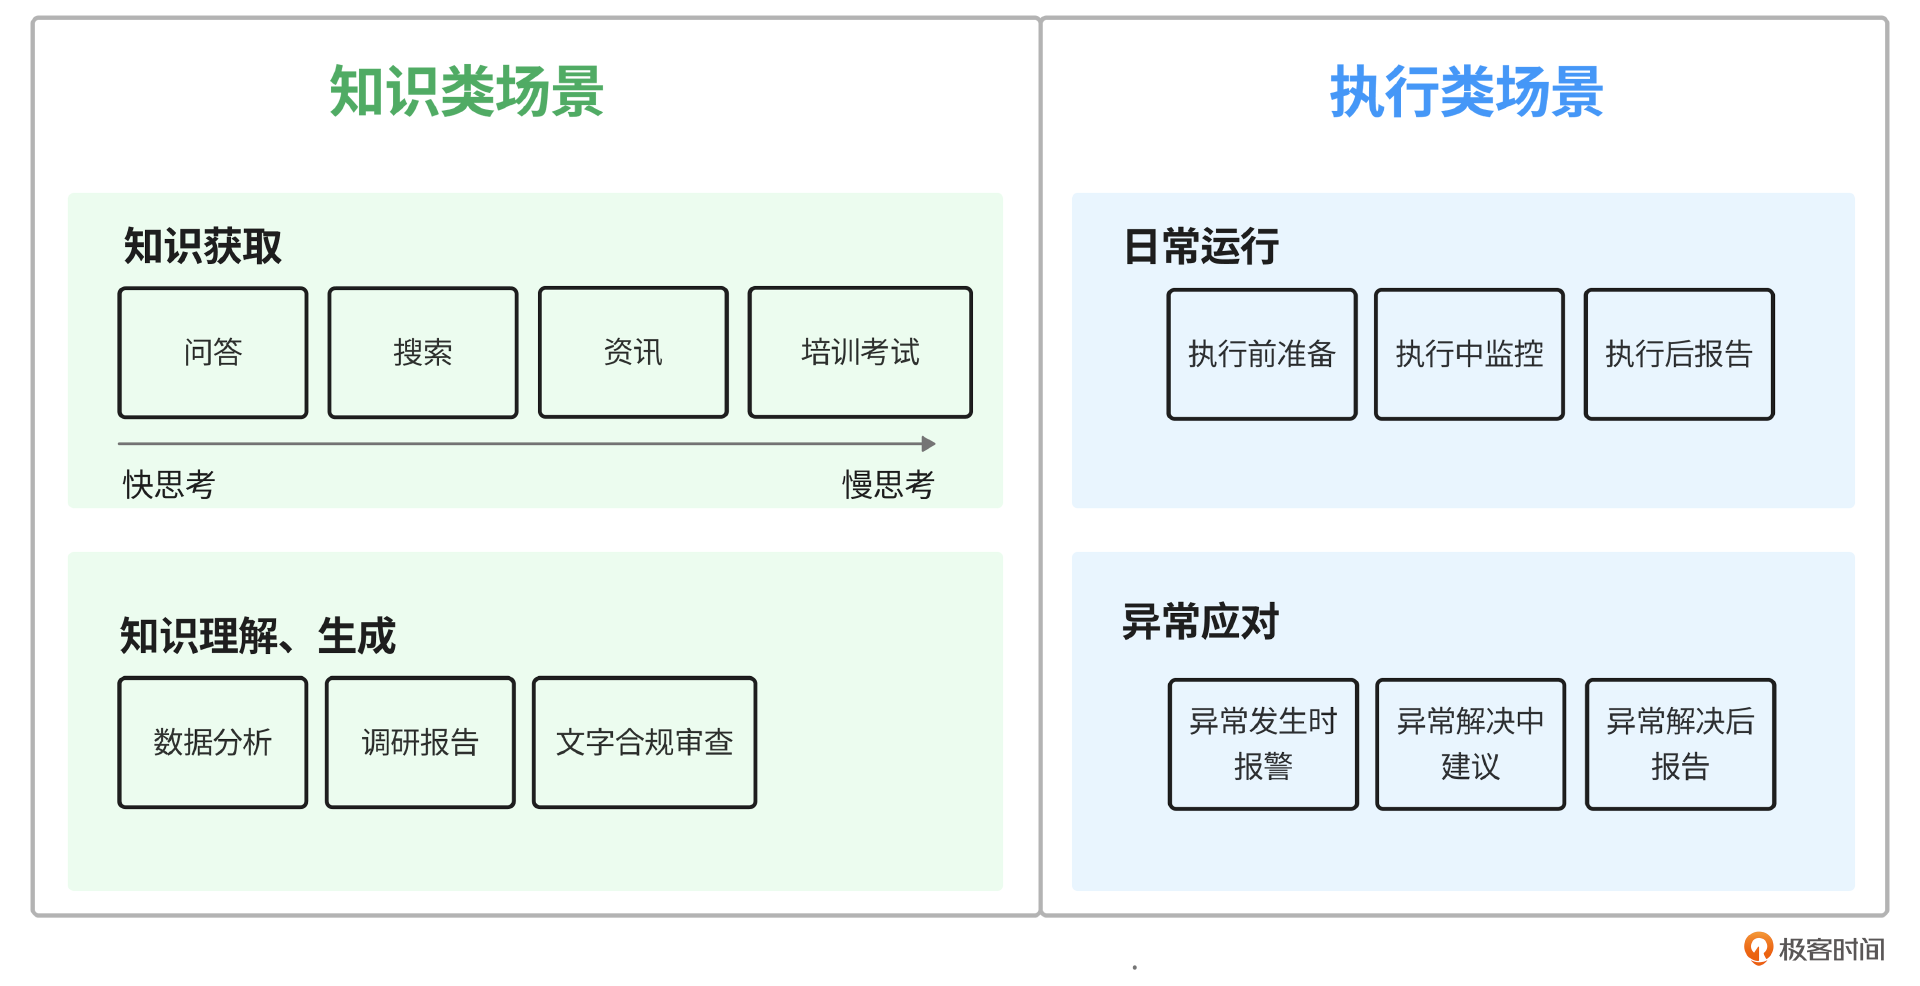 知识类场景
知识获取
问答
搜索
资讯
培训考试
快思考
慢思考
知识理解、生成
数据分析
调研报告
文字合规审查
执行类场景
日常运行
执行前准备
执行中监控
执行后报告
异常应对
异常发生时
报警
异常解决中
建议
异常解决后
报告
极客时间